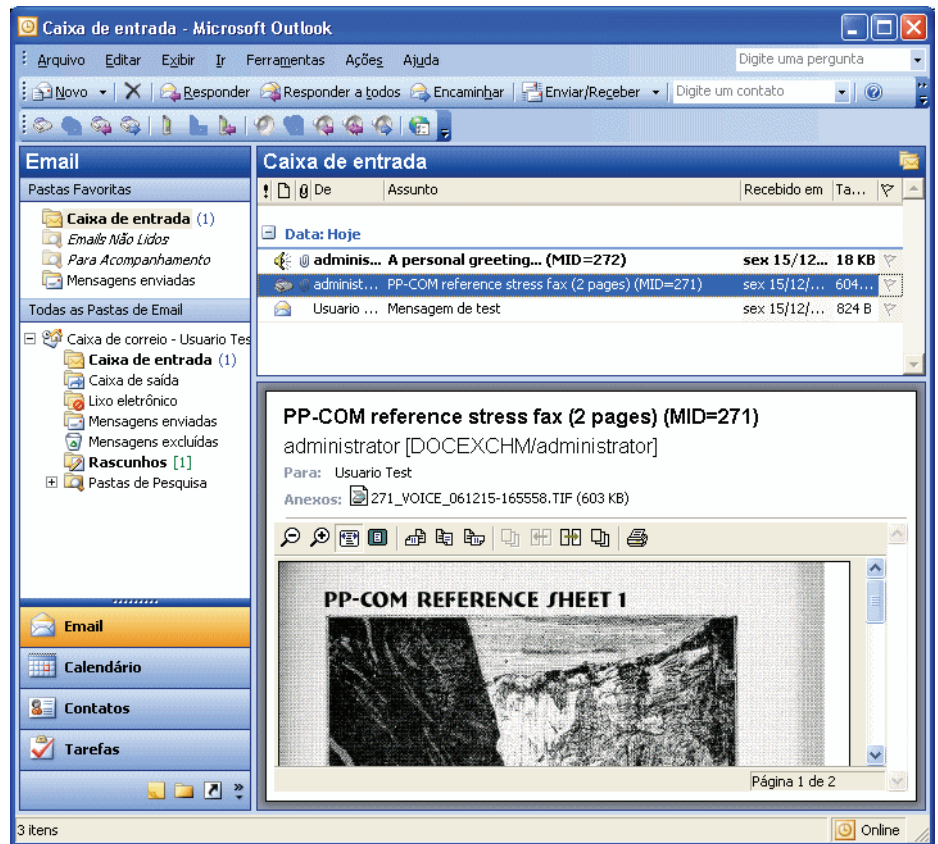 Caixa de entrada - Microsoft Outlook
Arquivo Editar Exibir Ir Ferramentas Ações Ajuda Digite uma pergunta
Novo Responder Responder a todos Encaminhar Enviar/Receber Digite um contato
Email
Pastas Favoritas
Caixa de entrada (1)
Emails Não Lidos
Para Acompanhamento
Mensagens enviadas
Todas as Pastas de Email
Caixa de correio - Usuario Tes
Caixa de entrada (1)
Caixa de saída
Lixo eletrônico
Mensagens enviadas
Mensagens excluídas
Rascunhos [1]
Pastas de Pesquisa
Email
Calendário
Contatos
Tarefas
Caixa de entrada
! De Assunto Recebido em Ta...
Data: Hoje
adminis... A personal greeting... (MID=272) sex 15/12... 18 KB
administ... PP-COM reference stress fax (2 pages) (MID=271) sex 15/12/... 604...
Usuario ... Mensagem de test sex 15/12/... 824 B
PP-COM reference stress fax (2 pages) (MID=271)
administrator [DOCEXCHM/administrator]
Para: Usuario Test
Anexos: 271_VOICE_061215-165558.TIF (603 KB)
PP-COM REFERENCE SHEET 1
Página 1 de 2
3 itens Online